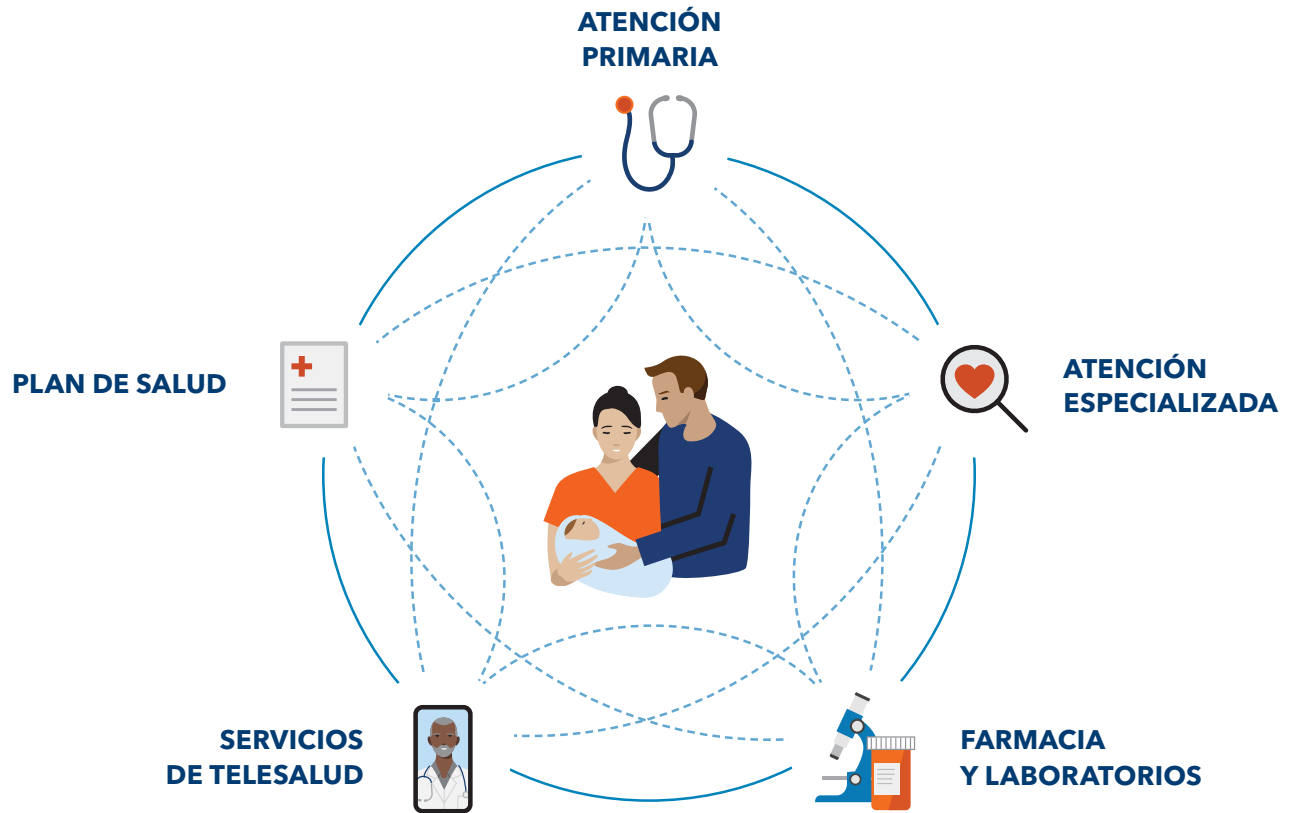 ATENCIÓN
PRIMARIA
PLAN DE SALUD
ATENCIÓN
ESPECIALIZADA
SERVICIOS
DE TELESALUD
FARMACIA
Y LABORATORIOS